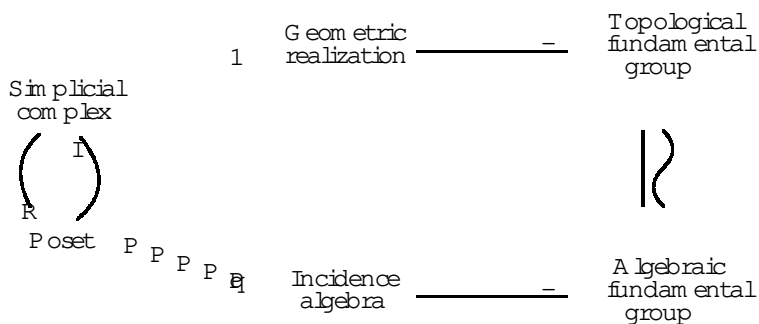 Geometric
realization
Topological
fundamental
group
1
Simplicial
complex
I
R
Poset
P
P
P
P
P
q
Incidence
algebra
Algebraic
fundamental
group